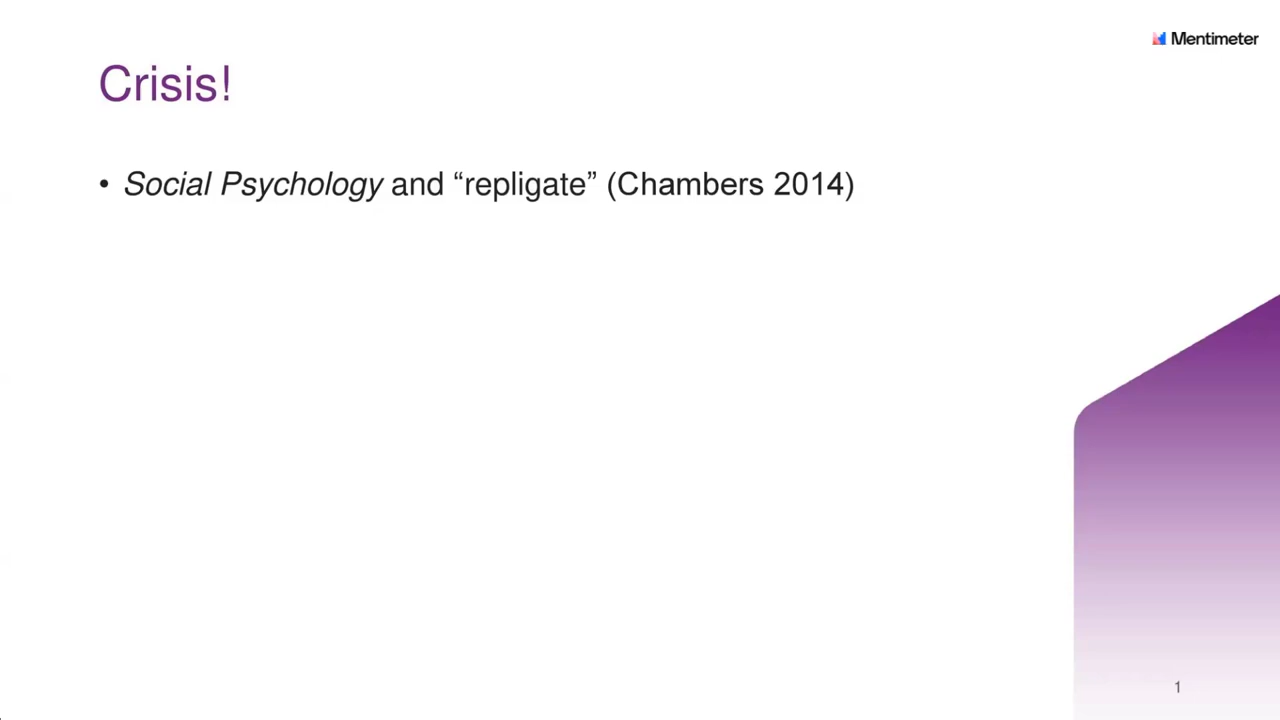 Mentimeter
Crisis!
• Social Psychology and “repligate” (Chambers 2014)
1